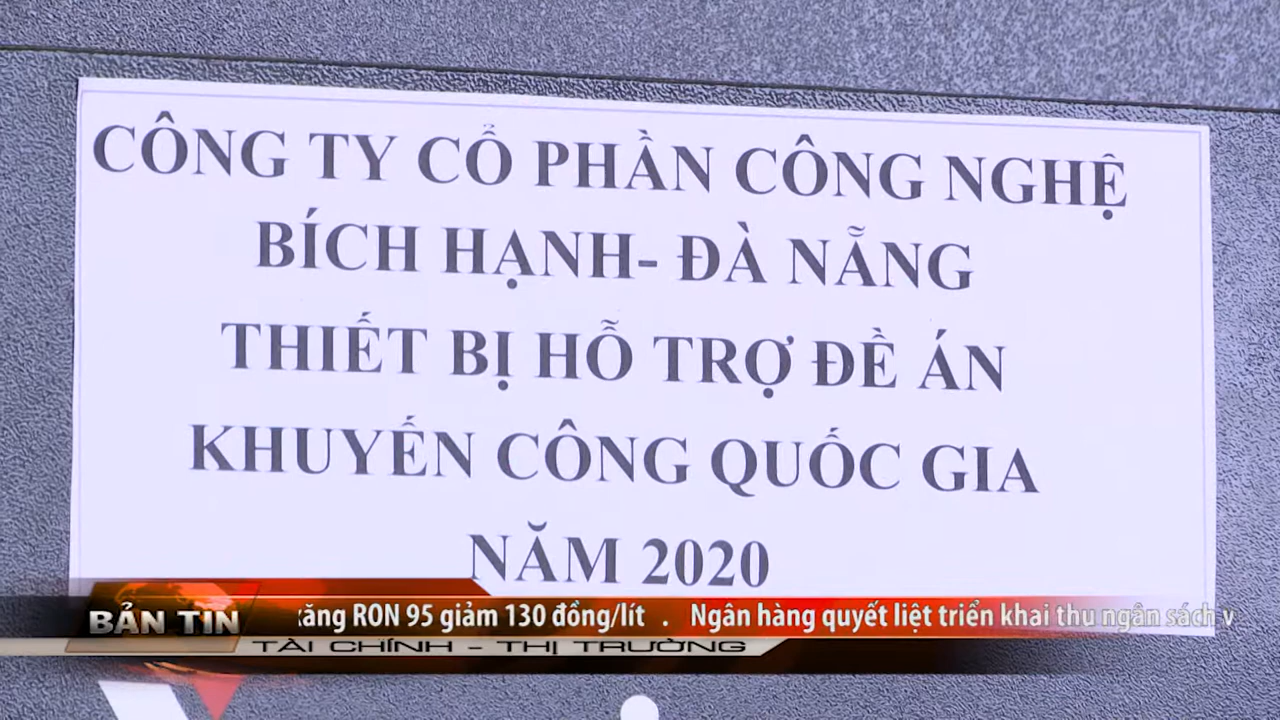 CÔNG TY CỔ PHẦN CÔNG NGHỆ
BÍCH HẠNH- ĐÀ NẴNG
THIẾT BỊ HỖ TRỢ ĐỀ ÁN
KHUYẾN CÔNG QUỐC GIA
NĂM 2020
BẢN TIN
xăng RON 95 giảm 130 đồng/lít . Ngân hàng quyết liệt triển khai thu ngân sách
TÀI CHÍNH - THỊ TRƯỜNG